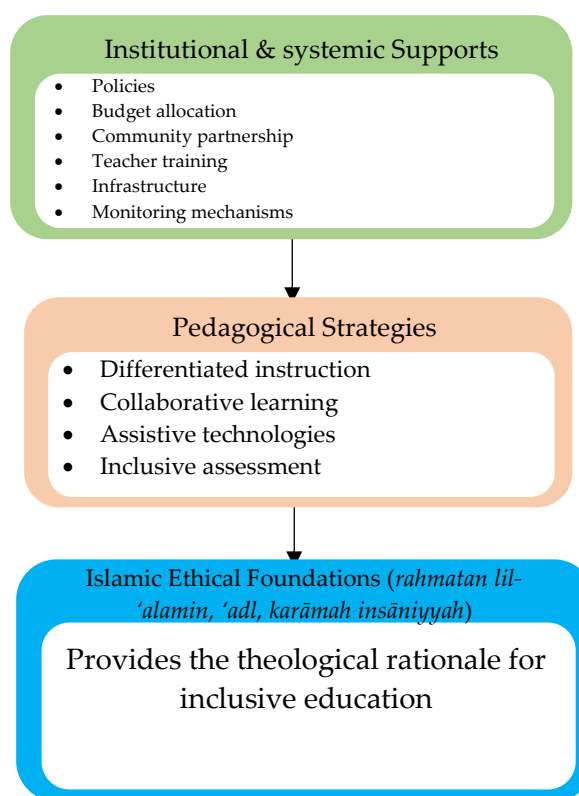 Institutional & systemic Supports
• Policies
• Budget allocation
• Community partnership
• Teacher training
• Infrastructure
• Monitoring mechanisms
Pedagogical Strategies
• Differentiated instruction
• Collaborative learning
• Assistive technologies
• Inclusive assessment
Islamic Ethical Foundations (rahmatan lil-
‘alamin, ‘adl, karāmah insāniyyah)
Provides the theological rationale for
inclusive education